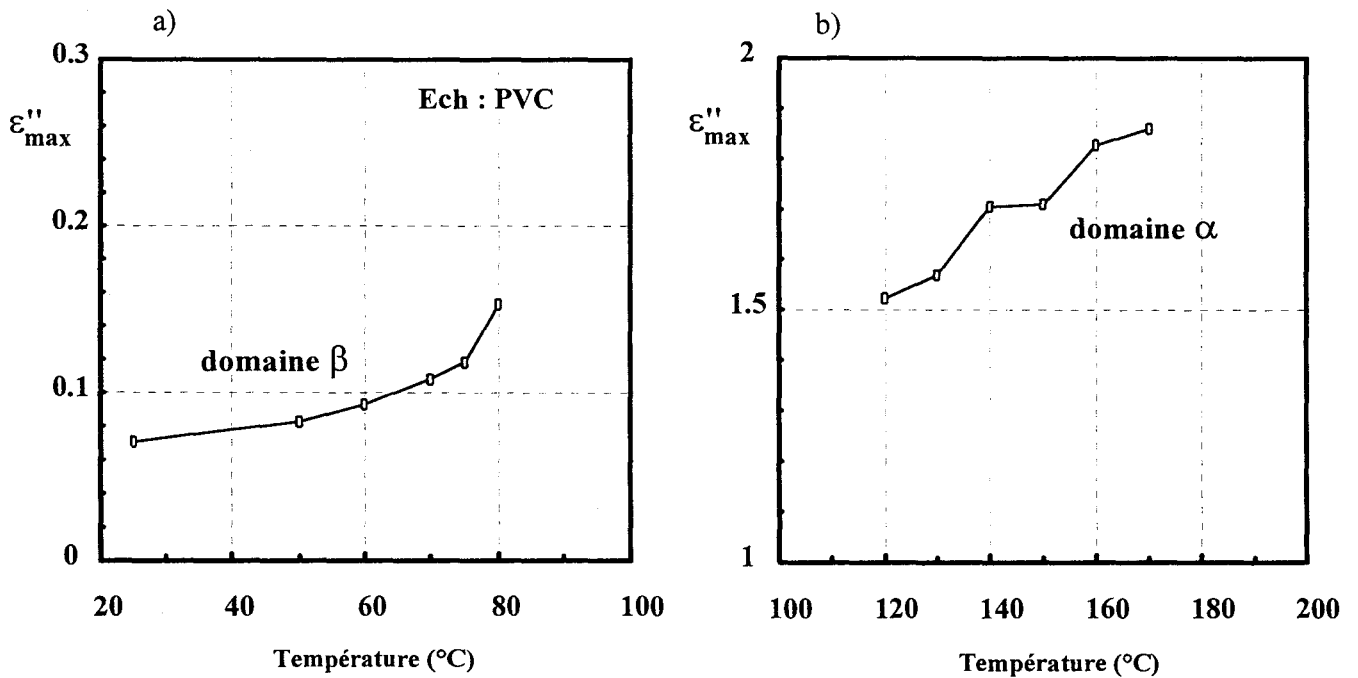 a)
0.3
ε''max
Ech : PVC
0.2
domaine β
0.1
0
20 40 60 80 100
Température (°C)
b)
2
ε''max
domaine α
1.5
1
100 120 140 160 180 200
Température (°C)